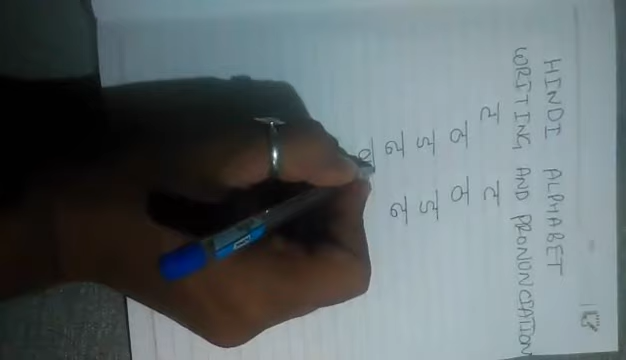 HINDI ALPHABET
WRITING AND PRONUNCIATION
ट ट
ठ ठ
ड ड
ढ ढ